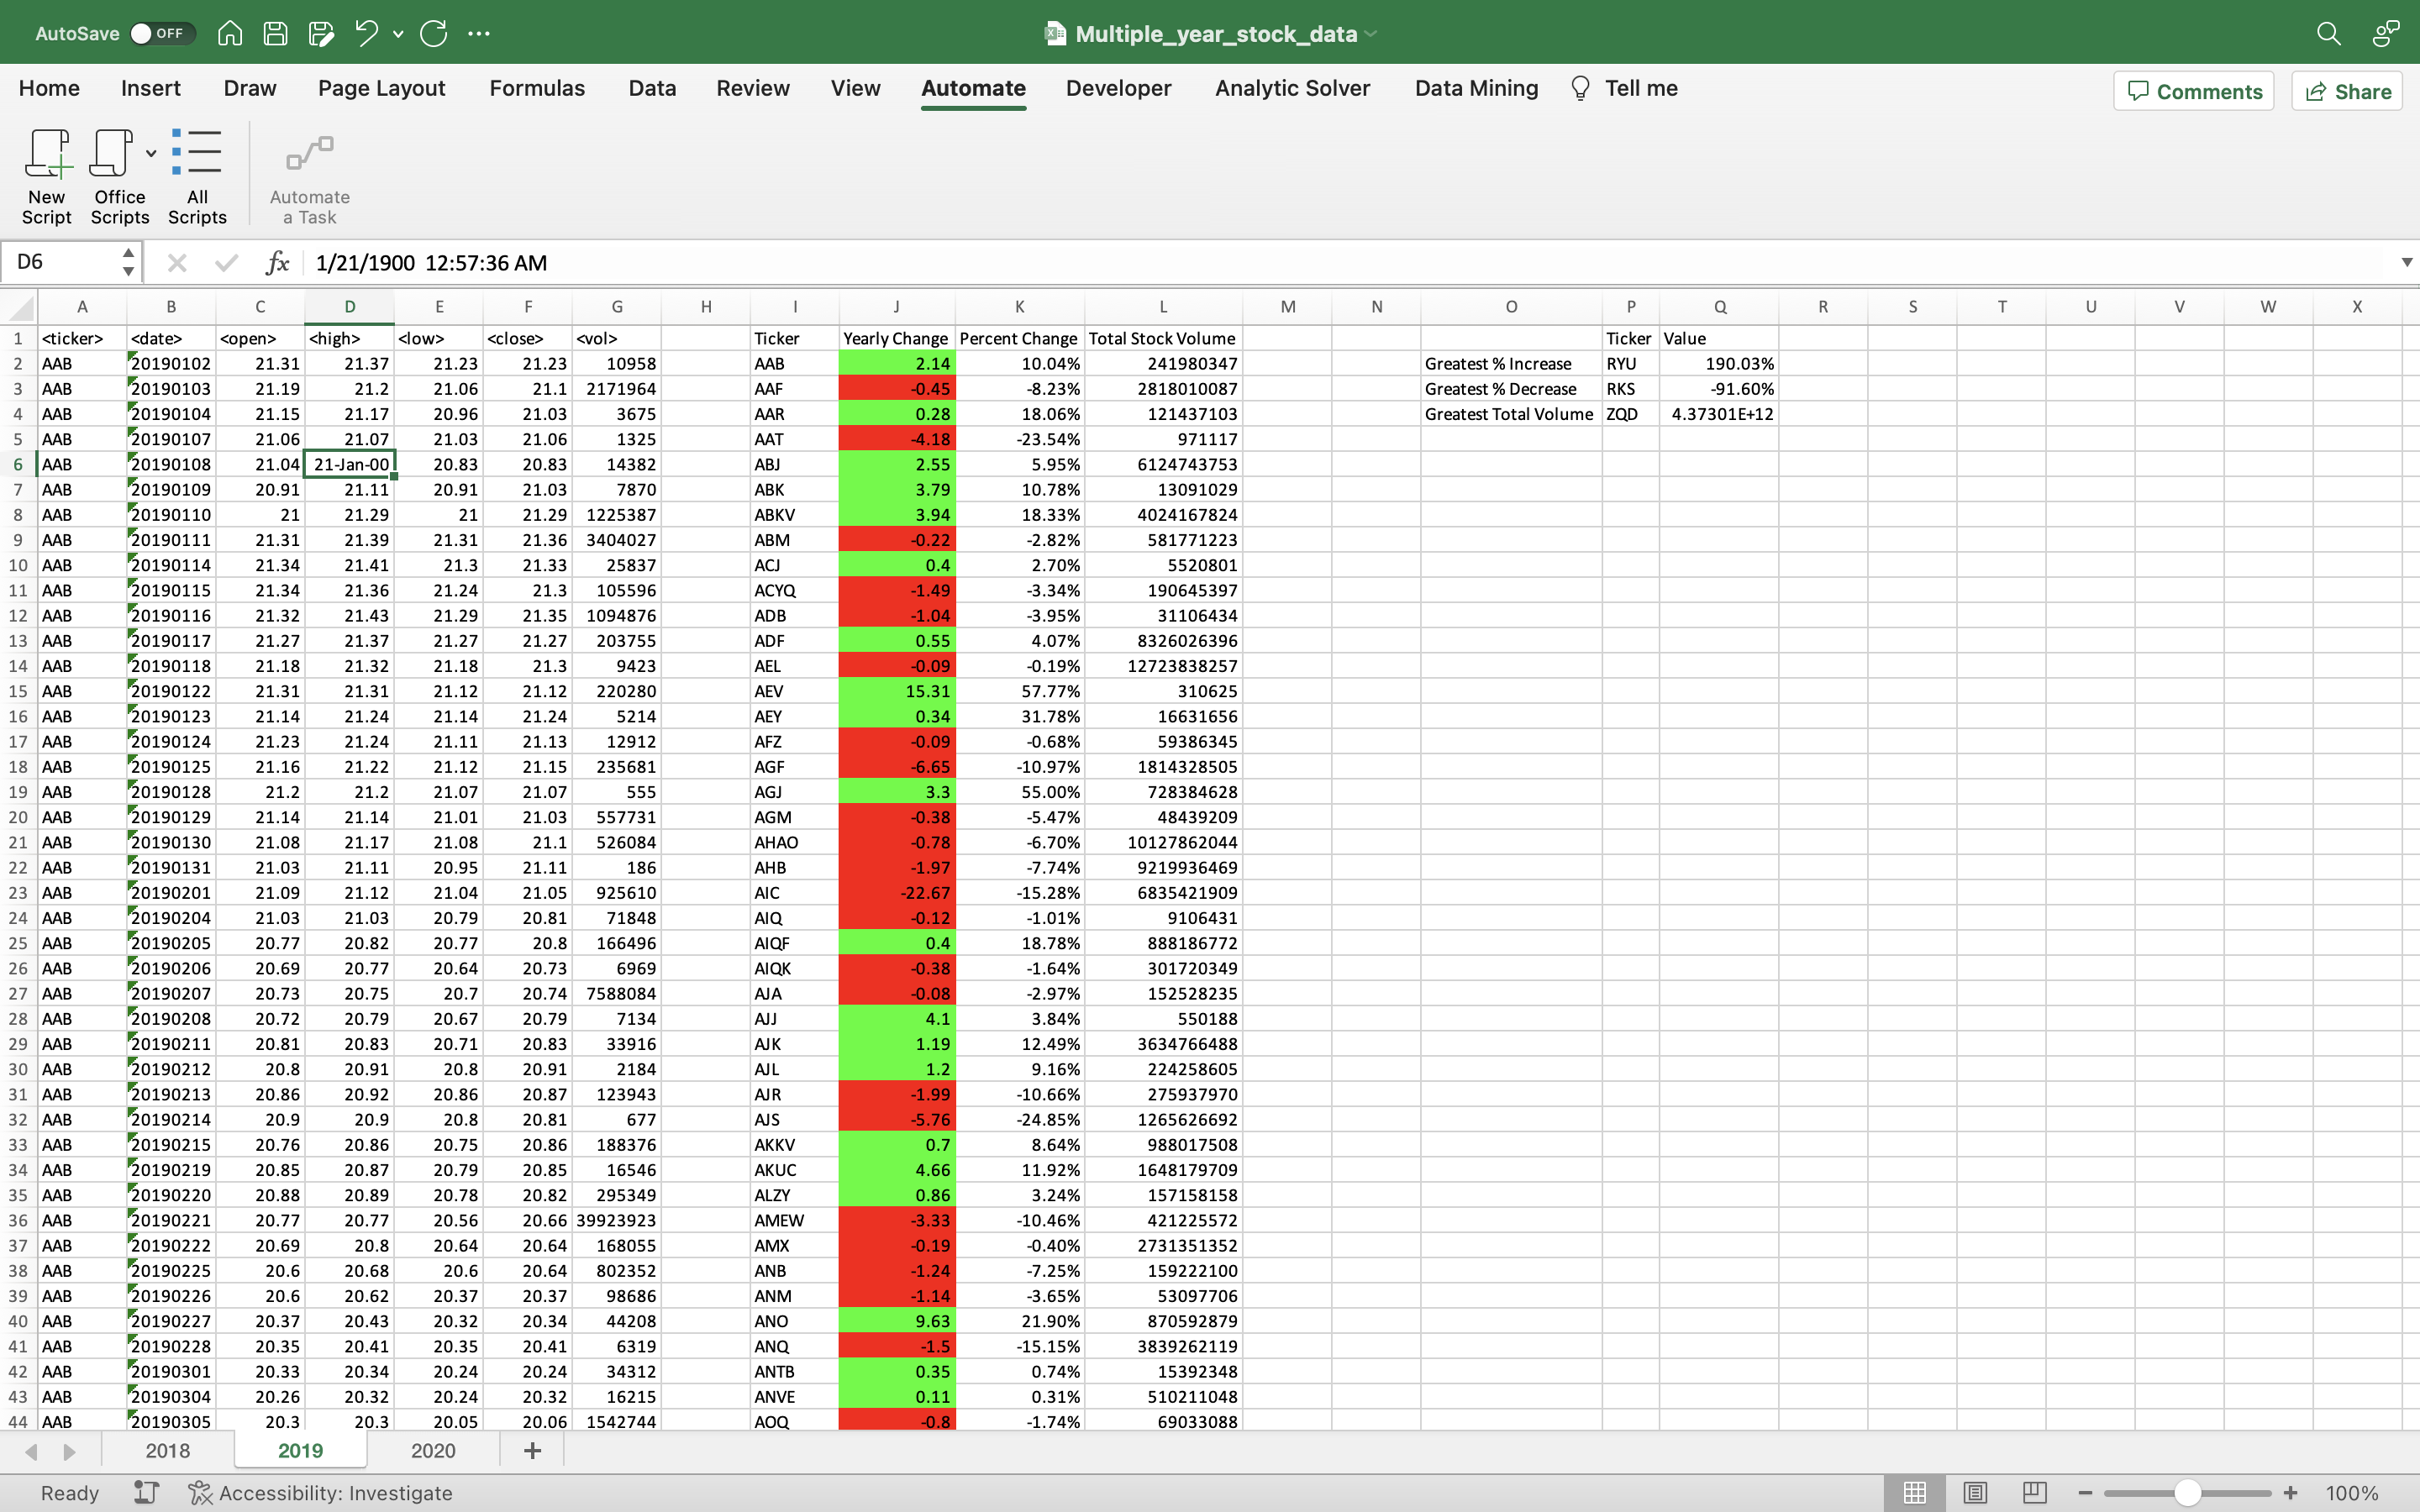 AutoSave OFF Multiple_year_stock_data
Home Insert Draw Page Layout Formulas Data Review View Automate Developer Analytic Solver Data Mining Tell me Comments Share
New Script Office Scripts All Scripts Automate a Task
D6 fx 1/21/1900 12:57:36 AM
A B C D E F G H I J K L M N O P Q R S T U V W X
1 <ticker> <date> <open> <high> <low> <close> <vol> Ticker Yearly Change Percent Change Total Stock Volume Ticker Value
2 AAB 20190102 21.31 21.37 21.23 21.23 10958 AAB 2.14 10.04% 241980347 Greatest % Increase RYU 190.03%
3 AAB 20190103 21.19 21.2 21.06 21.1 2171964 AAF -0.45 -8.23% 2818010087 Greatest % Decrease RKS -91.60%
4 AAB 20190104 21.15 21.17 20.96 21.03 3675 AAR 0.28 18.06% 121437103 Greatest Total Volume ZQD 4.37301E+12
5 AAB 20190107 21.06 21.07 21.03 21.06 1325 AAT -4.18 -23.54% 971117
6 AAB 20190108 21.04 21-Jan-00 20.83 20.83 14382 ABJ 2.55 5.95% 6124743753
7 AAB 20190109 20.91 21.11 20.91 21.03 7870 ABK 3.79 10.78% 13091029
8 AAB 20190110 21 21.29 21 21.29 1225387 ABKV 3.94 18.33% 4024167824
9 AAB 20190111 21.31 21.39 21.31 21.36 3404027 ABM -0.22 -2.82% 581771223
10 AAB 20190114 21.34 21.41 21.3 21.33 25837 ACJ 0.4 2.70% 5520801
11 AAB 20190115 21.34 21.36 21.24 21.3 105596 ACYQ -1.49 -3.34% 190645397
12 AAB 20190116 21.32 21.43 21.29 21.35 1094876 ADB -1.04 -3.95% 31106434
13 AAB 20190117 21.27 21.37 21.27 21.27 203755 ADF 0.55 4.07% 8326026396
14 AAB 20190118 21.18 21.32 21.18 21.3 9423 AEL -0.09 -0.19% 12723838257
15 AAB 20190122 21.31 21.31 21.12 21.12 220280 AEV 15.31 57.77% 310625
16 AAB 20190123 21.14 21.24 21.14 21.24 5214 AEY 0.34 31.78% 16631656
17 AAB 20190124 21.23 21.24 21.11 21.13 12912 AFZ -0.09 -0.68% 59386345
18 AAB 20190125 21.16 21.22 21.12 21.15 235681 AGF -6.65 -10.97% 1814328505
19 AAB 20190128 21.2 21.2 21.07 21.07 555 AGJ 3.3 55.00% 728384628
20 AAB 20190129 21.14 21.14 21.01 21.03 557731 AGM -0.38 -5.47% 48439209
21 AAB 20190130 21.08 21.17 21.08 21.1 526084 AHAO -0.78 -6.70% 10127862044
22 AAB 20190131 21.03 21.11 20.95 21.11 186 AHB -1.97 -7.74% 9219936469
23 AAB 20190201 21.09 21.12 21.04 21.05 925610 AIC -22.67 -15.28% 6835421909
24 AAB 20190204 21.03 21.03 20.79 20.81 71848 AIQ -0.12 -1.01% 9106431
25 AAB 20190205 20.77 20.82 20.77 20.8 166496 AIQF 0.4 18.78% 888186772
26 AAB 20190206 20.69 20.77 20.64 20.73 6969 AIQK -0.38 -1.64% 301720349
27 AAB 20190207 20.73 20.75 20.7 20.74 7588084 AJA -0.08 -2.97% 152528235
28 AAB 20190208 20.72 20.79 20.67 20.79 7134 AJJ 4.1 3.84% 550188
29 AAB 20190211 20.81 20.83 20.71 20.83 33916 AJK 1.19 12.49% 3634766488
30 AAB 20190212 20.8 20.91 20.8 20.91 2184 AJL 1.2 9.16% 224258605
31 AAB 20190213 20.86 20.92 20.86 20.87 123943 AJR -1.99 -10.66% 275937970
32 AAB 20190214 20.9 20.9 20.8 20.81 677 AJS -5.76 -24.85% 1265626692
33 AAB 20190215 20.76 20.86 20.75 20.86 188376 AKKV 0.7 8.64% 988017508
34 AAB 20190219 20.85 20.87 20.79 20.85 16546 AKUC 4.66 11.92% 1648179709
35 AAB 20190220 20.88 20.89 20.78 20.82 295349 ALZY 0.86 3.24% 157158158
36 AAB 20190221 20.77 20.77 20.56 20.66 39923923 AMEW -3.33 -10.46% 421225572
37 AAB 20190222 20.69 20.8 20.64 20.64 168055 AMX -0.19 -0.40% 2731351352
38 AAB 20190225 20.6 20.68 20.6 20.64 802352 ANB -1.24 -7.25% 159222100
39 AAB 20190226 20.6 20.62 20.37 20.37 98686 ANM -1.14 -3.65% 53097706
40 AAB 20190227 20.37 20.43 20.32 20.34 44208 ANO 9.63 21.90% 870592879
41 AAB 20190228 20.35 20.41 20.35 20.41 6319 ANQ -1.5 -15.15% 3839262119
42 AAB 20190301 20.33 20.34 20.24 20.24 34312 ANTB 0.35 0.74% 15392348
43 AAB 20190304 20.26 20.32 20.24 20.32 16215 ANVE 0.11 0.31% 510211048
44 AAB 20190305 20.3 20.3 20.05 20.06 1542744 AOQ -0.8 -1.74% 69033088
2018 2019 2020 +
Ready Accessibility: Investigate 100%